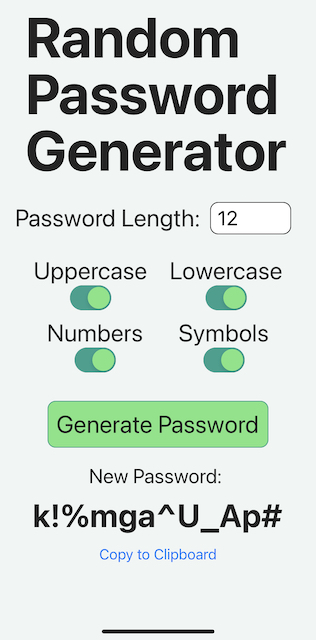 Random
Password
Generator
Password Length: 12
Uppercase Lowercase
Numbers Symbols
Generate Password
New Password:
k!%mga^U_Ap#
Copy to Clipboard